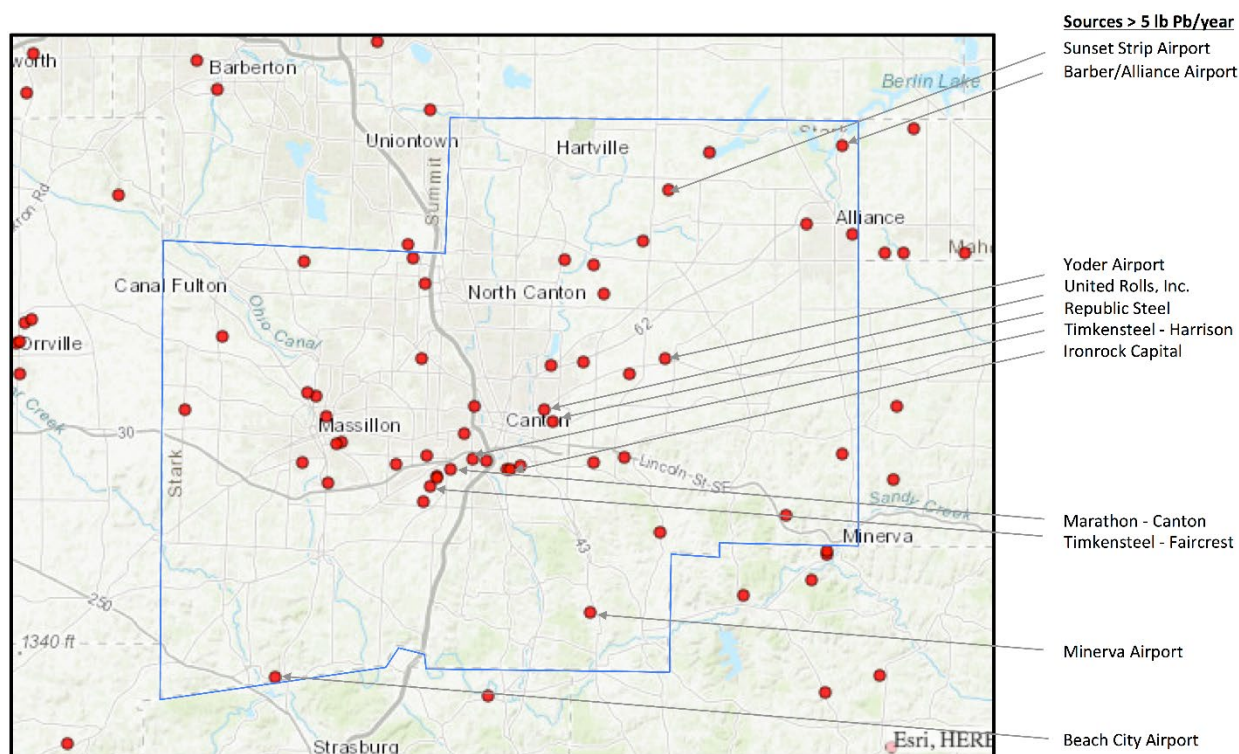 Sources > 5 lb Pb/year
Sunset Strip Airport
Barber/Alliance Airport
worth
Barberton
Berlin Lake
Uniontown
Hartville
Stark
Summit
Alliance
Maho
Canal Fulton
North Canton
Ohio Canal
62
Orrville
Yoder Airport
United Rolls, Inc.
Republic Steel
Timkensteel - Harrison
Ironrock Capital
Massillon
Canton
30
Stark
Lincoln-St-SE
Sandy Creek
Minerva
43
Marathon - Canton
Timkensteel - Faircrest
250
1340 ft
Minerva Airport
Strasburg
Esri, HERE
Beach City Airport